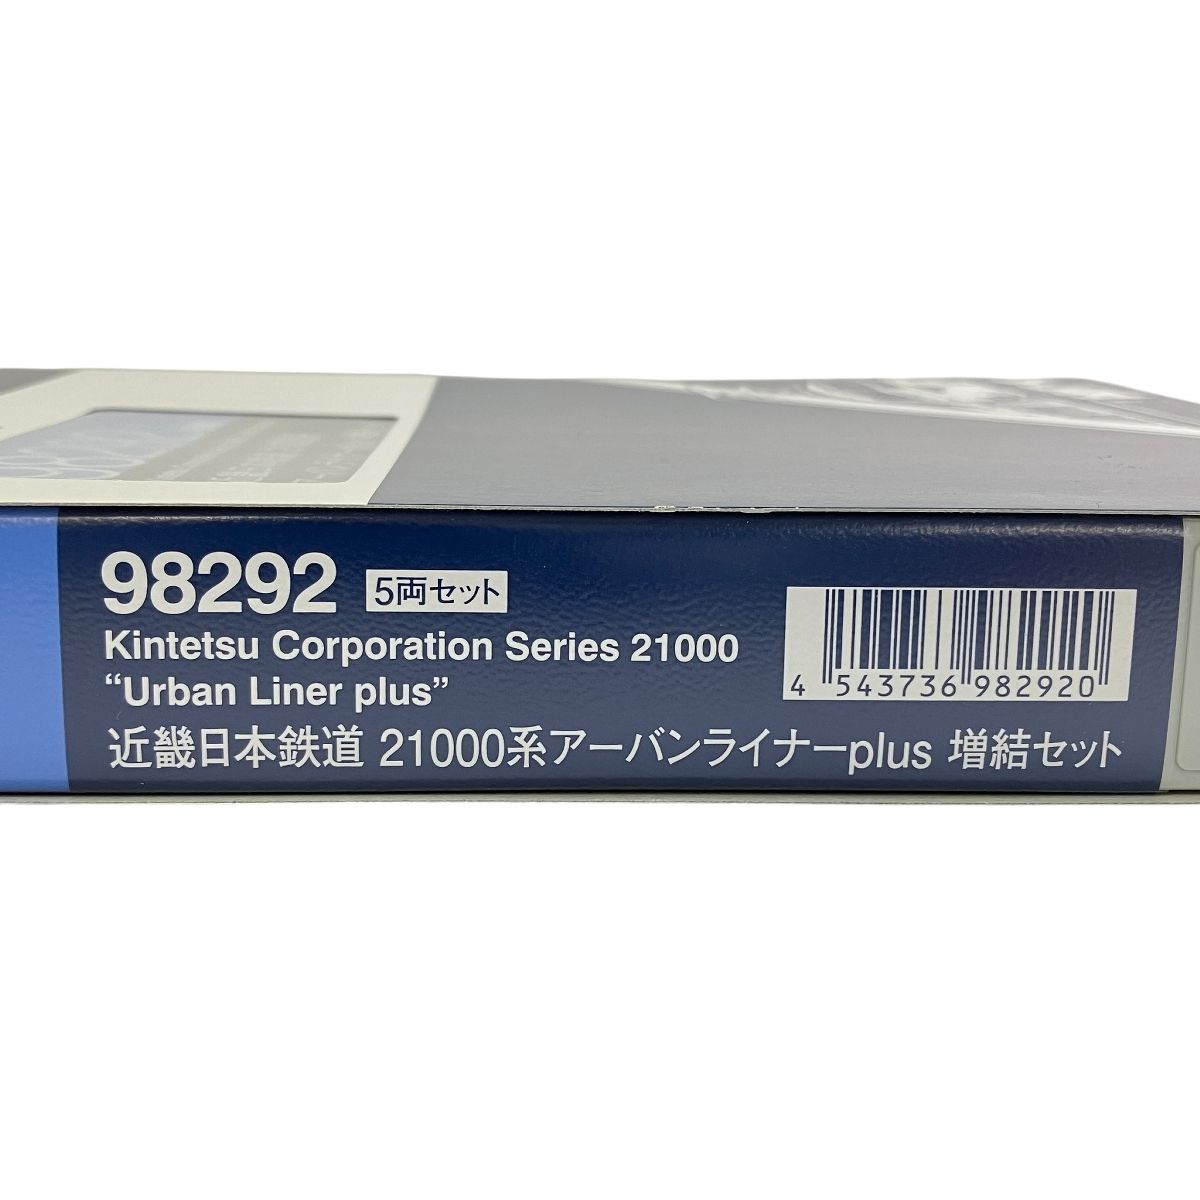 98292 5両セット
Kintetsu Corporation Series 21000
“Urban Liner plus”
近畿日本鉄道 21000系アーバンライナーplus 増結セット
4 543736 982920